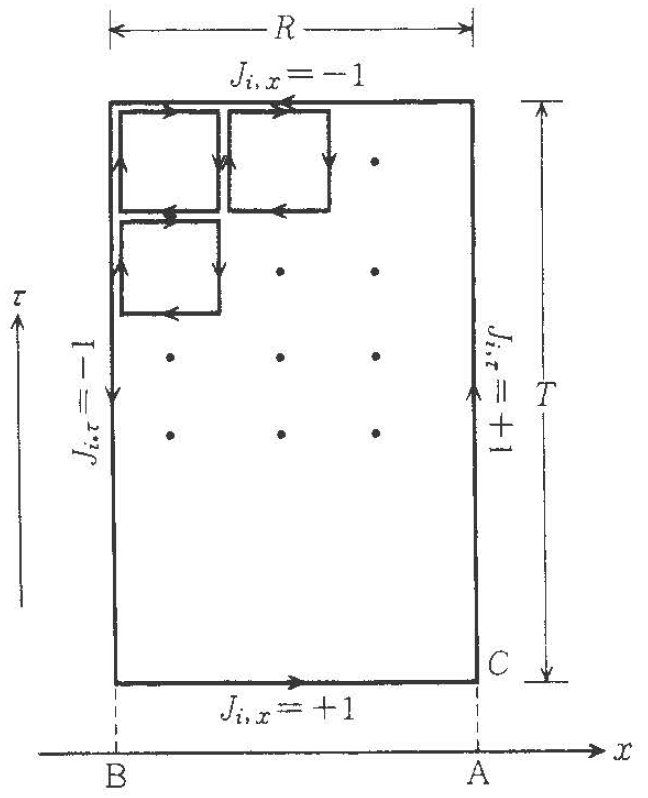 R
J_{i,x}=-1
τ
J_{i,τ}=-1
J_{i,τ}=+1
T
C
J_{i,x}=+1
x
B
A